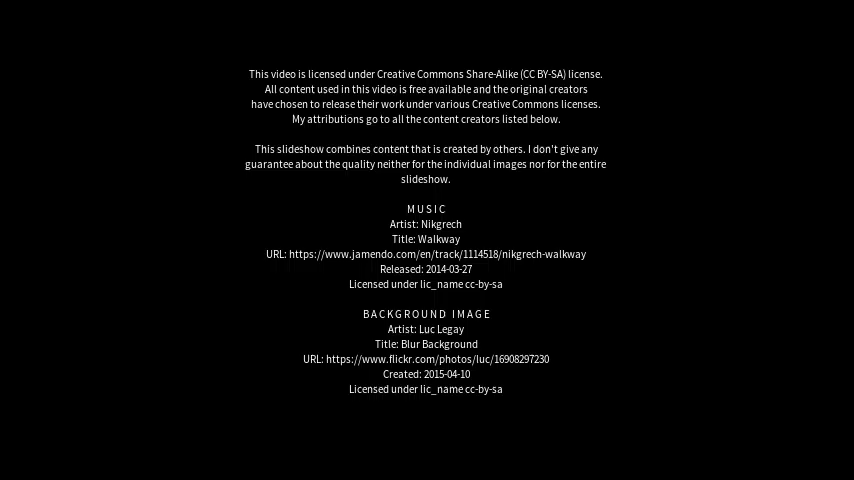 This video is licensed under Creative Commons Share-Alike (CC BY-SA) license.
All content used in this video is free available and the original creators
have chosen to release their work under various Creative Commons licenses.
My attributions go to all the content creators listed below.
This slideshow combines content that is created by others. I don't give any
guarantee about the quality neither for the individual images nor for the entire
slideshow.
MUSIC
Artist: Nikgrech
Title: Walkway
URL: https://www.jamendo.com/en/track/1114518/nikgrech-walkway
Released: 2014-03-27
Licensed under lic_name cc-by-sa
BACKGROUND IMAGE
Artist: Luc Legay
Title: Blur Background
URL: https://www.flickr.com/photos/luc/16908297230
Created: 2015-04-10
Licensed under lic_name cc-by-sa